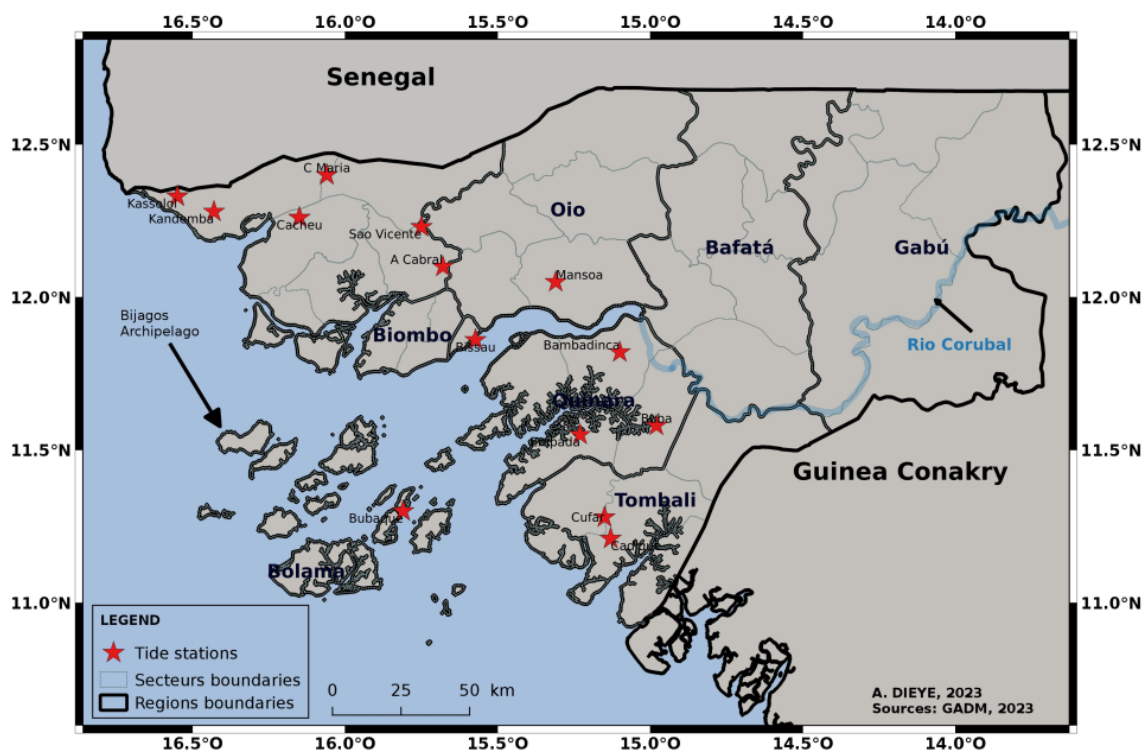 16.5°O 16.0°O 15.5°O 15.0°O 14.5°O 14.0°O
Senegal
12.5°N 12.5°N
C Maria
Kassolol
Kandemba
Cacheu
Sao Vicente
Oio
Bafatá
Gabú
A Cabral
Mansoa
12.0°N 12.0°N
Bijagos
Archipelago
Biombo
Bissau
Bambadinca
Rio Corubal
Quinara
Buba
11.5°N 11.5°N
Guinea Conakry
Tombali
Bubaque
Cufar
Bolama
11.0°N 11.0°N
LEGEND
Tide stations
Secteurs boundaries
Regions boundaries
0 25 50 km
A. DIEYE, 2023
Sources: GADM, 2023
16.5°O 16.0°O 15.5°O 15.0°O 14.5°O 14.0°O